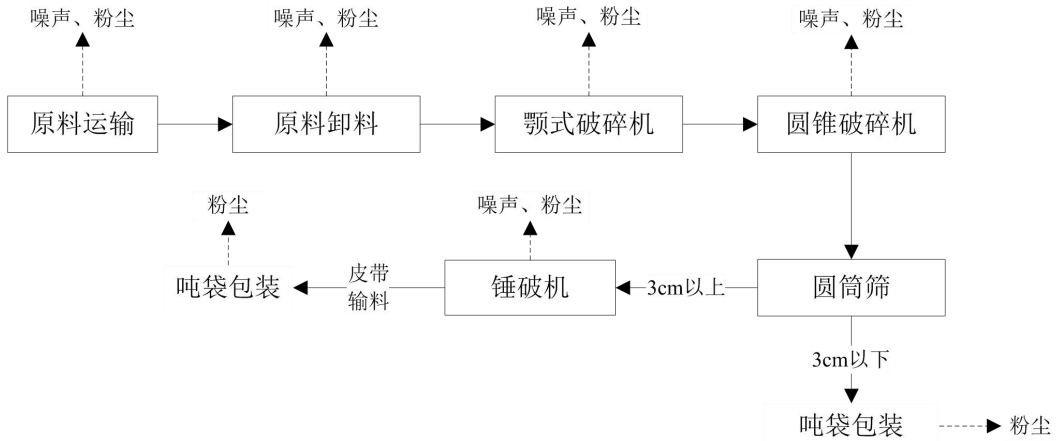 噪声、粉尘
噪声、粉尘
噪声、粉尘
噪声、粉尘
原料运输
原料卸料
颚式破碎机
圆锥破碎机
粉尘
噪声、粉尘
吨袋包装
皮带
输料
锤破机
3cm以上
圆筒筛
3cm以下
吨袋包装
粉尘